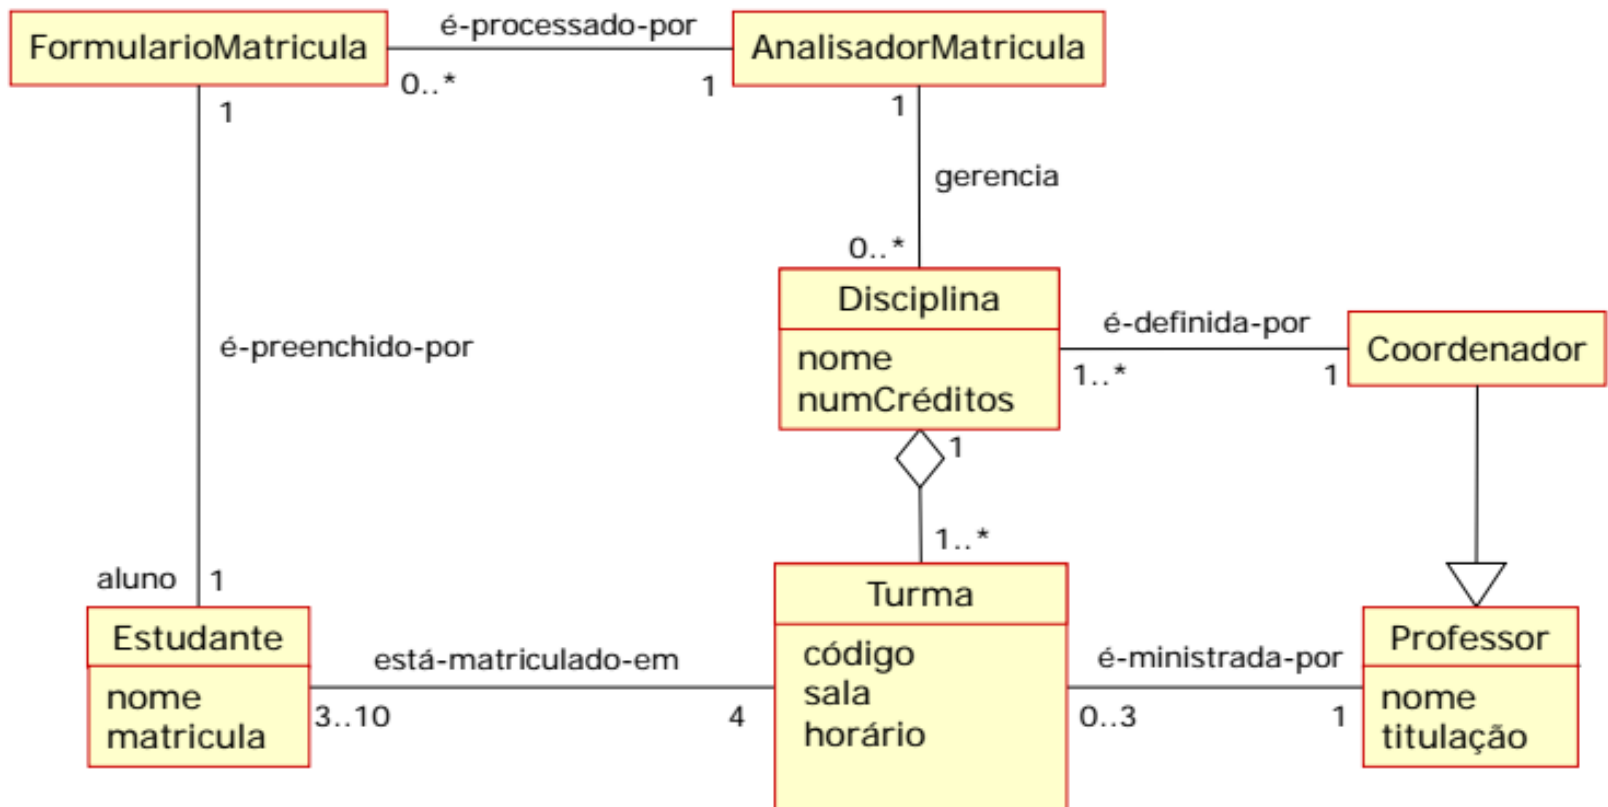 FormularioMatricula
é-processado-por
AnalisadorMatricula
0..*
1
1
1
gerencia
0..*
Disciplina
nome
numCréditos
é-definida-por
1..*
1
Coordenador
é-preenchido-por
1
1..*
aluno
1
Estudante
nome
matricula
está-matriculado-em
3..10
4
Turma
código
sala
horário
é-ministrada-por
0..3
1
Professor
nome
titulação